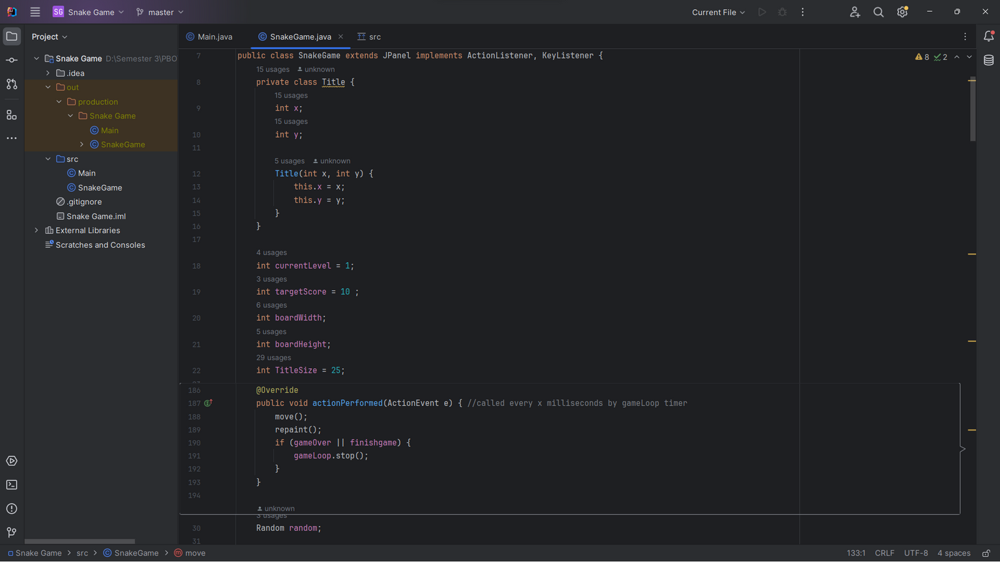 SG Snake Game master Current File
Project
Main.java SnakeGame.java src
Snake Game D:\Semester 3\PBO
.idea
out
production
Snake Game
Main
SnakeGame
src
Main
SnakeGame
.gitignore
Snake Game.iml
External Libraries
Scratches and Consoles
8 2
7 public class SnakeGame extends JPanel implements ActionListener, KeyListener {
15 usages unknown
8 private class Title {
15 usages
9 int x;
15 usages
10 int y;
11
5 usages unknown
12 Title(int x, int y) {
13 this.x = x;
14 this.y = y;
15 }
16 }
17
4 usages
18 int currentLevel = 1;
3 usages
19 int targetScore = 10 ;
6 usages
20 int boardWidth;
5 usages
21 int boardHeight;
29 usages
22 int TitleSize = 25;
186 @Override
187 public void actionPerformed(ActionEvent e) { //called every x milliseconds by gameLoop timer
188 move();
189 repaint();
190 if (gameOver || finishgame) {
191 gameLoop.stop();
192 }
193 }
194
unknown
3 usages
30 Random random;
31
Snake Game > src > SnakeGame > move
133:1 CRLF UTF-8 4 spaces